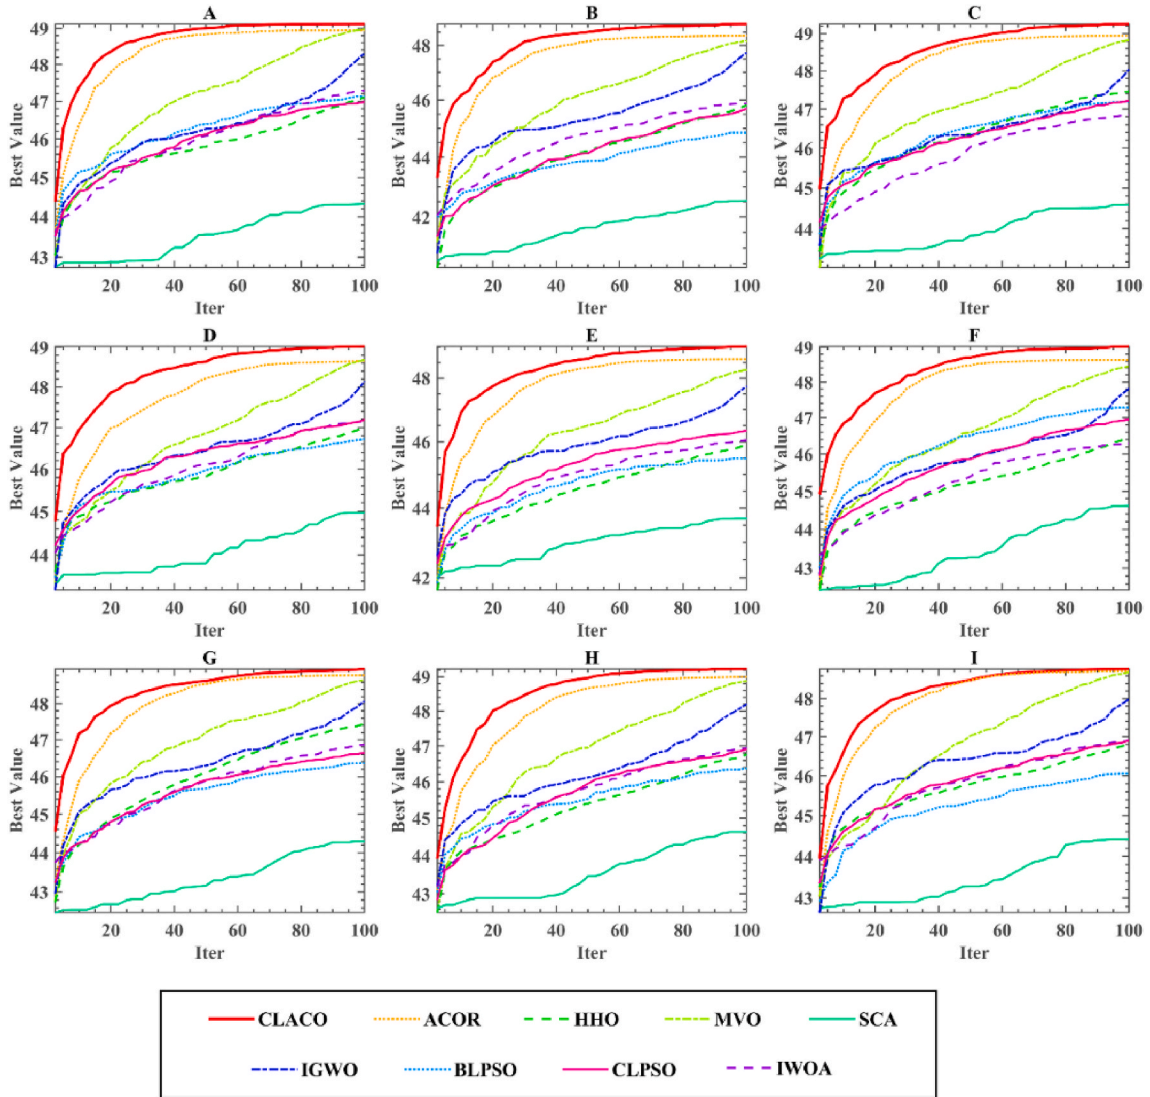 A B C
Best Value Best Value Best Value
49 48 49
48 46 48
47 44 47
46 42 46
45 45
44 44
43
20 40 60 80 100 20 40 60 80 100 20 40 60 80 100
Iter Iter Iter
D E F
Best Value Best Value Best Value
49 48 49
48 46 48
47 44 47
46 42 46
45 45
44 44
43
20 40 60 80 100 20 40 60 80 100 20 40 60 80 100
Iter Iter Iter
G H I
Best Value Best Value Best Value
48 49 48
47 48 47
46 47 46
45 46 45
44 45 44
43 44 43
43
20 40 60 80 100 20 40 60 80 100 20 40 60 80 100
Iter Iter Iter
CLACO ACOR HHO MVO SCA
IGWO BLPSO CLPSO IWOA